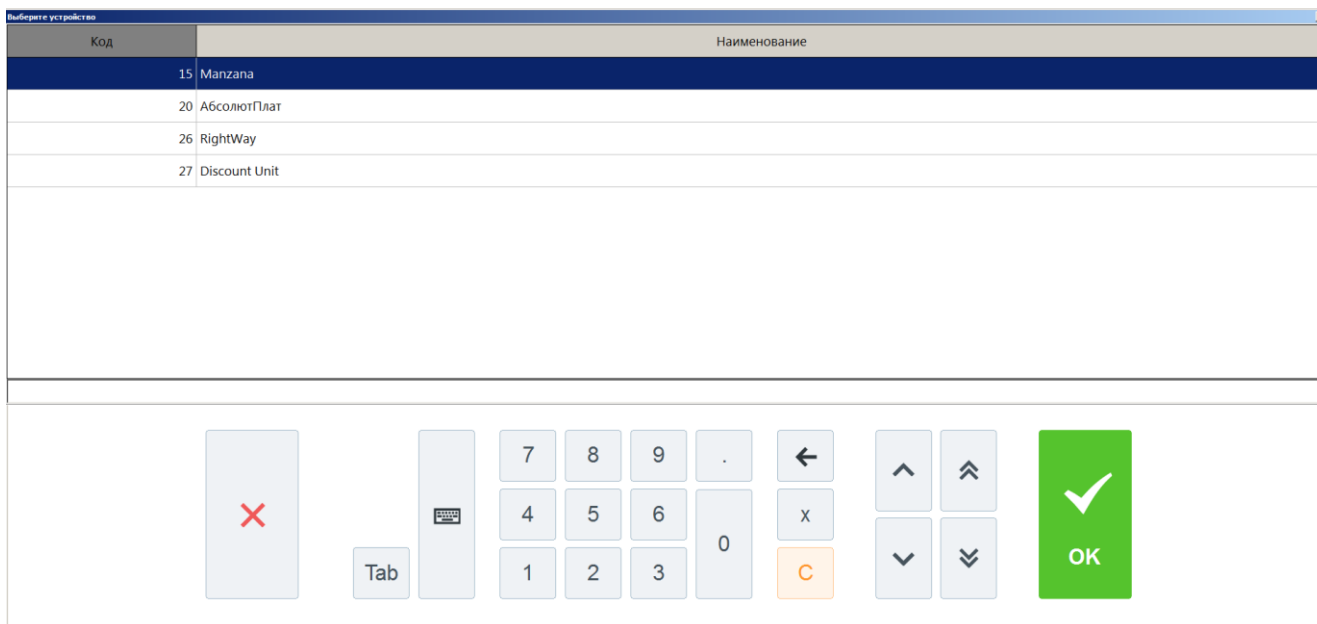 Выберите устройство
Код Наименование
15 Manzana
20 АбсолютПлат
26 RightWay
27 Discount Unit
7 8 9 .
4 5 6 x
0
OK
Tab 1 2 3 C